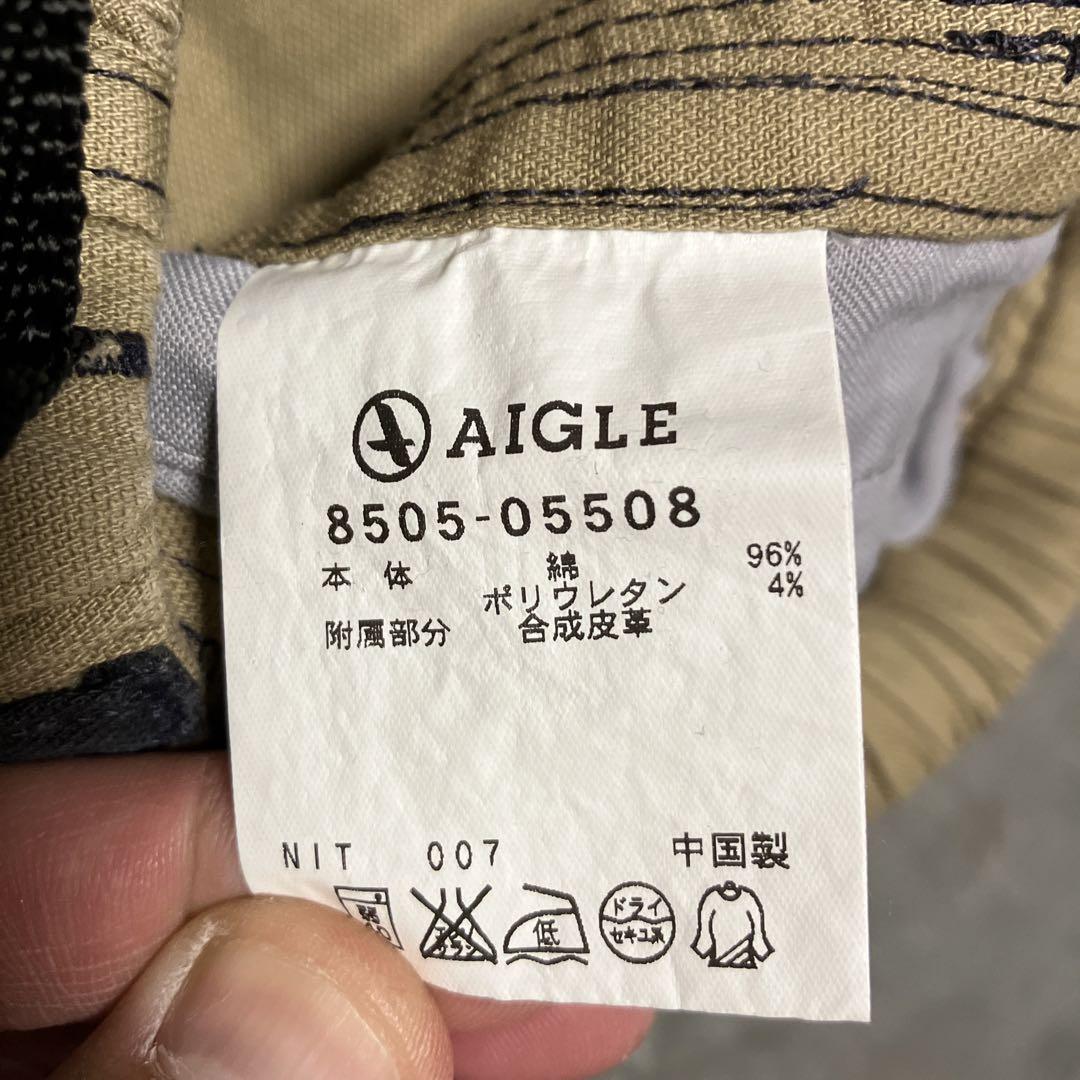 AIGLE
8505-05508
本体 綿 96%
ポリウレタン 4%
附属部分 合成皮革
NIT 007 中国製
低
ドライ
セキユ系